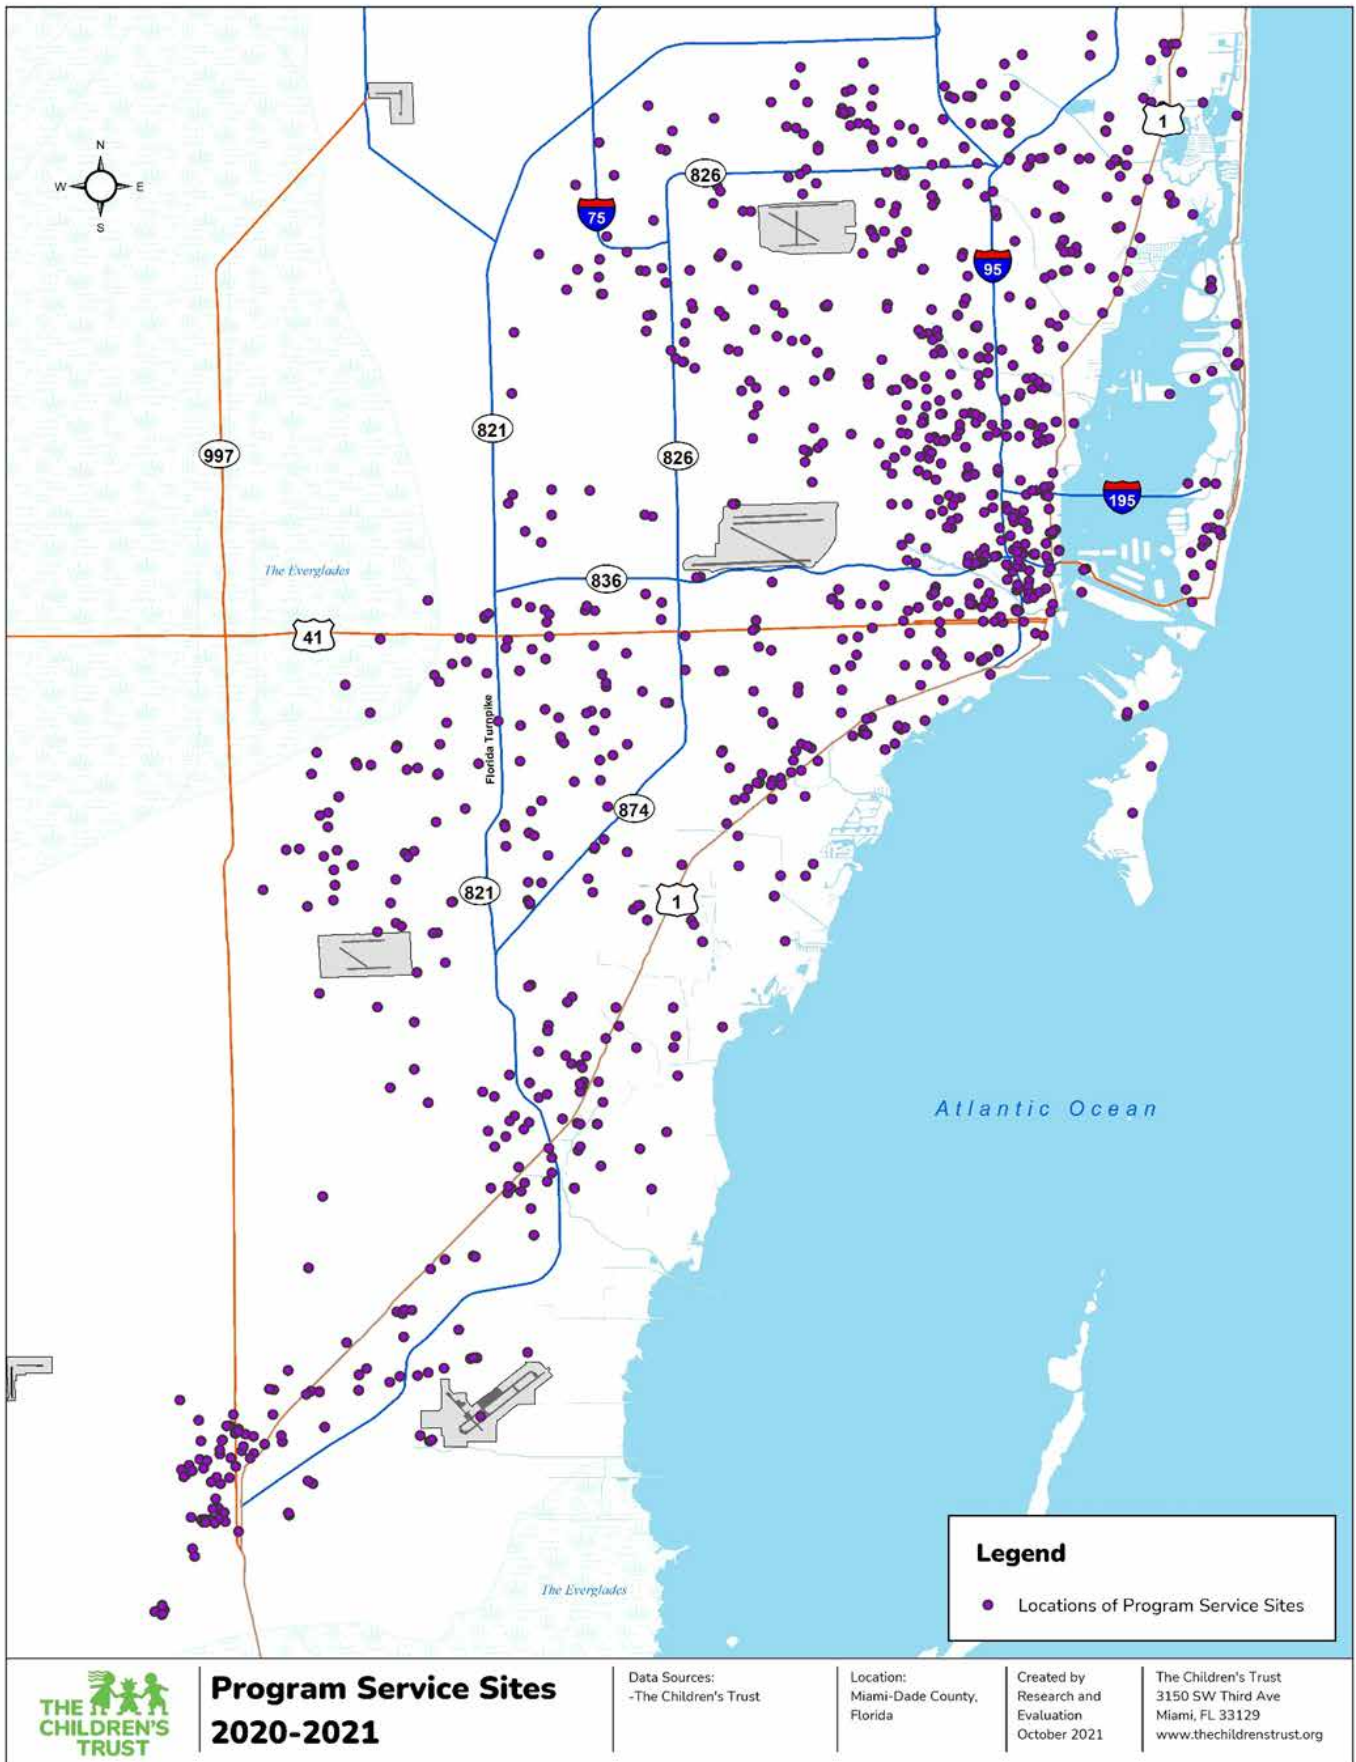 1
N
W
E
S
826
75
95
821
997
826
195
The Everglades
836
41
Florida Turnpike
874
821
1
Atlantic Ocean
The Everglades
Legend
Locations of Program Service Sites
THE
CHILDREN'S
TRUST
Program Service Sites
2020-2021
Data Sources:
-The Children's Trust
Location:
Miami-Dade County,
Florida
Created by
Research and
Evaluation
October 2021
The Children's Trust
3150 SW Third Ave
Miami, FL 33129
www.thechildrenstrust.org